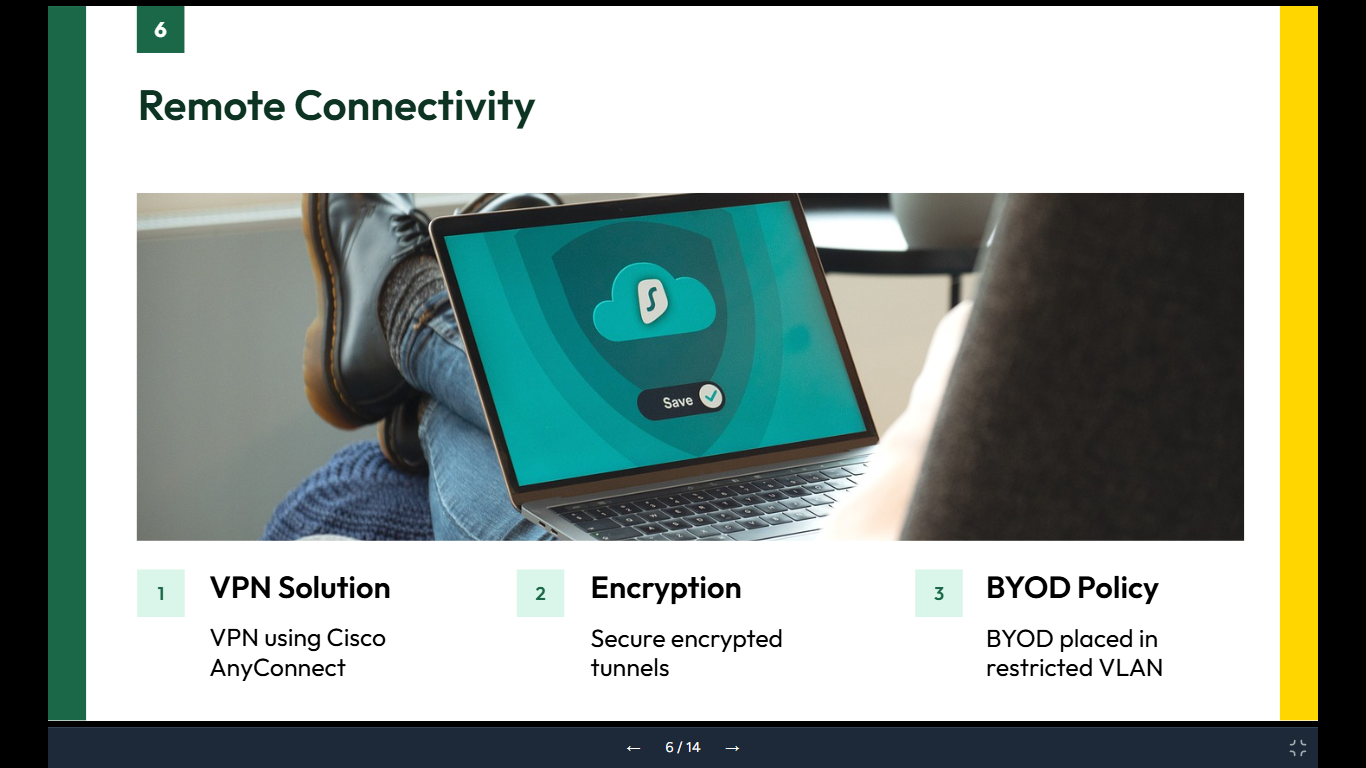 6
Remote Connectivity
Save
1
VPN Solution
VPN using Cisco
AnyConnect
2
Encryption
Secure encrypted
tunnels
3
BYOD Policy
BYOD placed in
restricted VLAN
← 6 / 14 →